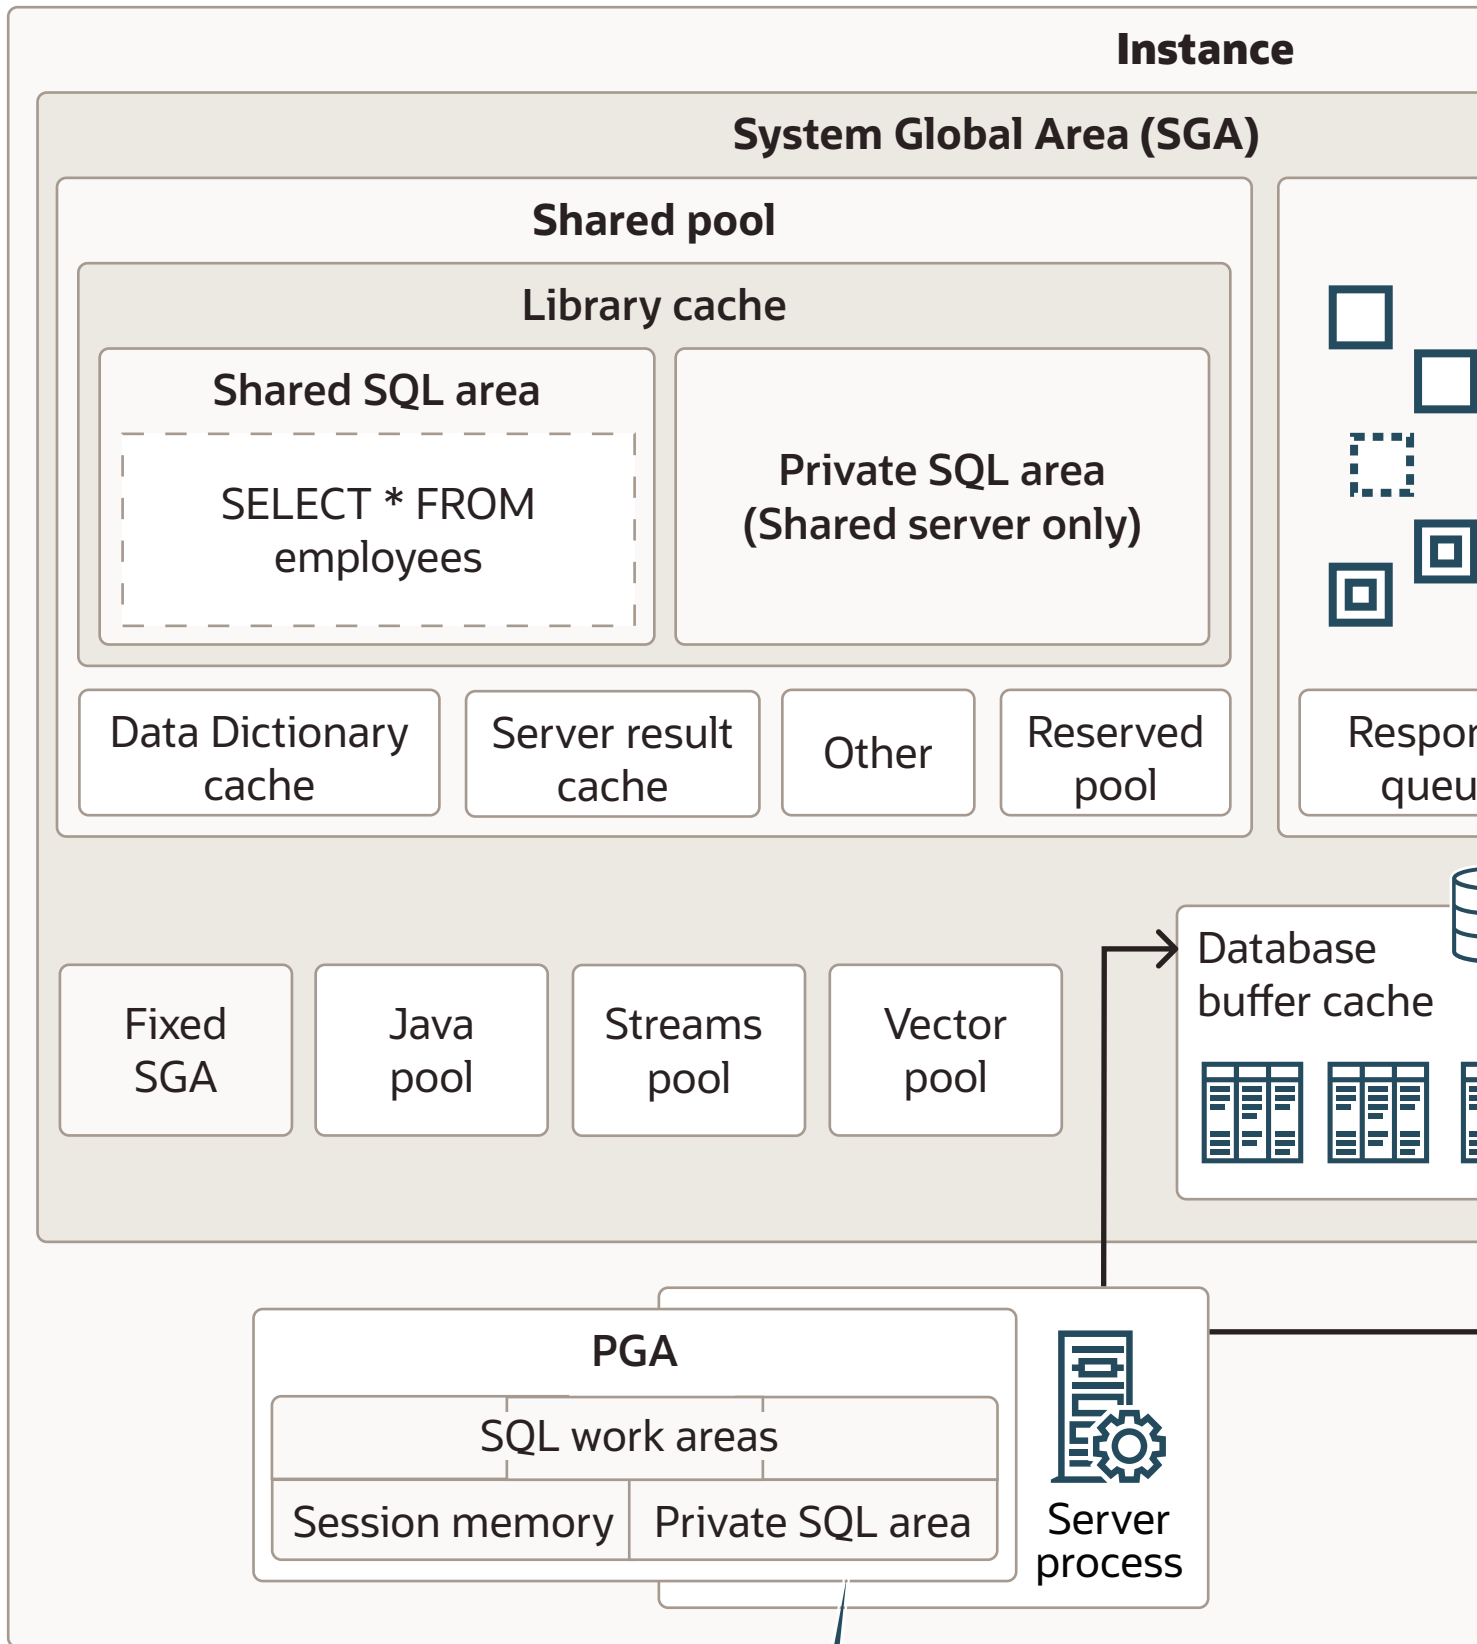 Instance
System Global Area (SGA)
Shared pool
Library cache
Shared SQL area
SELECT * FROM
employees
Private SQL area
(Shared server only)
Data Dictionary
cache
Server result
cache
Other
Reserved
pool
Fixed
SGA
Java
pool
Streams
pool
Vector
pool
Database
buffer cache
PGA
SQL work areas
Session memory
Private SQL area
Server
process